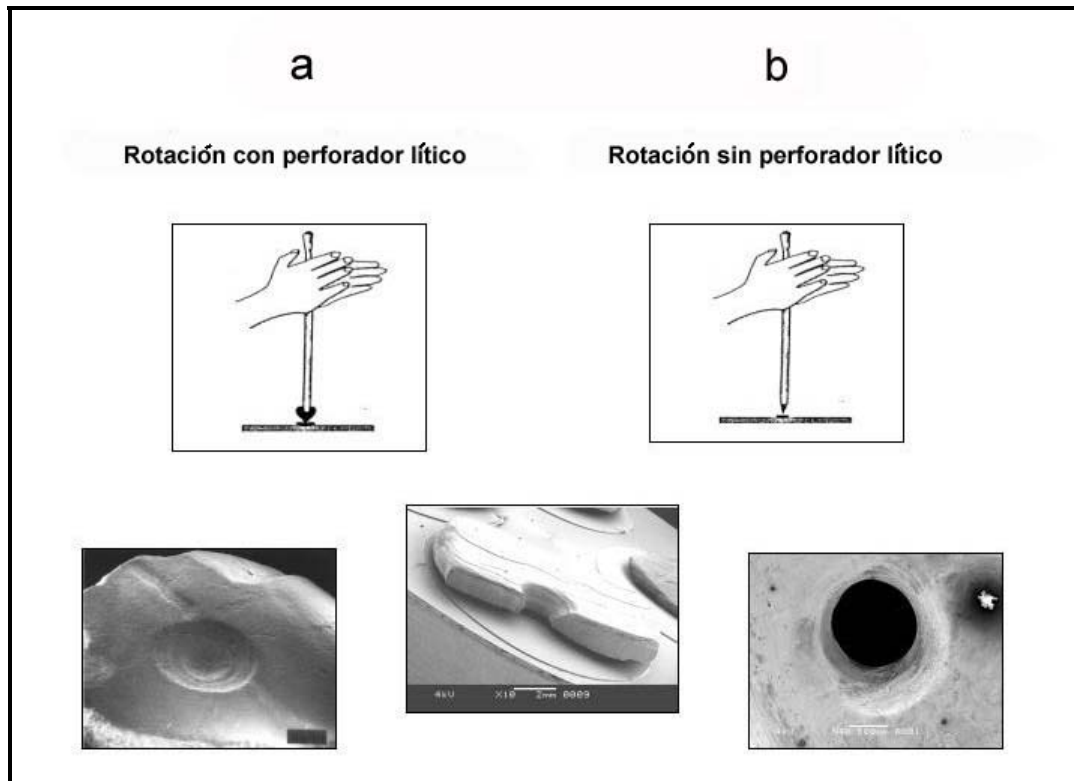 a
b
Rotación con perforador lítico
Rotación sin perforador lítico
4kU X10 2mm 0009